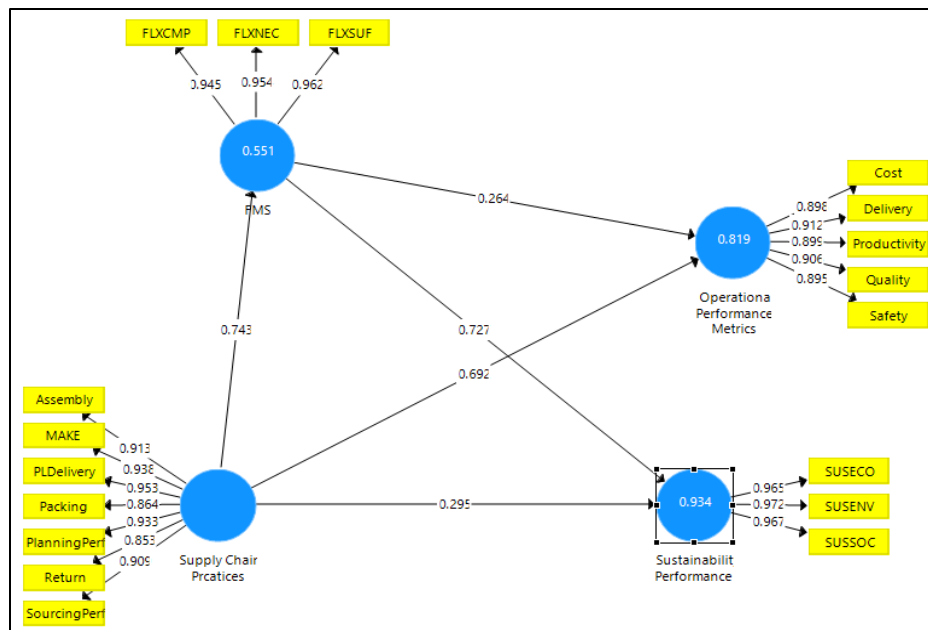 FLXCMP FLXNEC FLXSUF
0.945 0.954 0.962
0.551
FMS
0.264
Cost
0.898
Delivery
0.912
0.819
0.899
Productivity
0.906
Quality
0.895
Safety
Operationa
Performance
Metrics
0.743
0.727
0.692
Assembly
0.913
MAKE
0.938
PLDelivery
0.953
Packing
0.864
0.933
PlanningPerf
0.853
0.909
Return
SourcingPerf
Supply Chair
Prcatices
0.295
0.934
0.965
SUSECO
0.972
SUSENV
0.967
SUSSOC
Sustainabilit
Performance